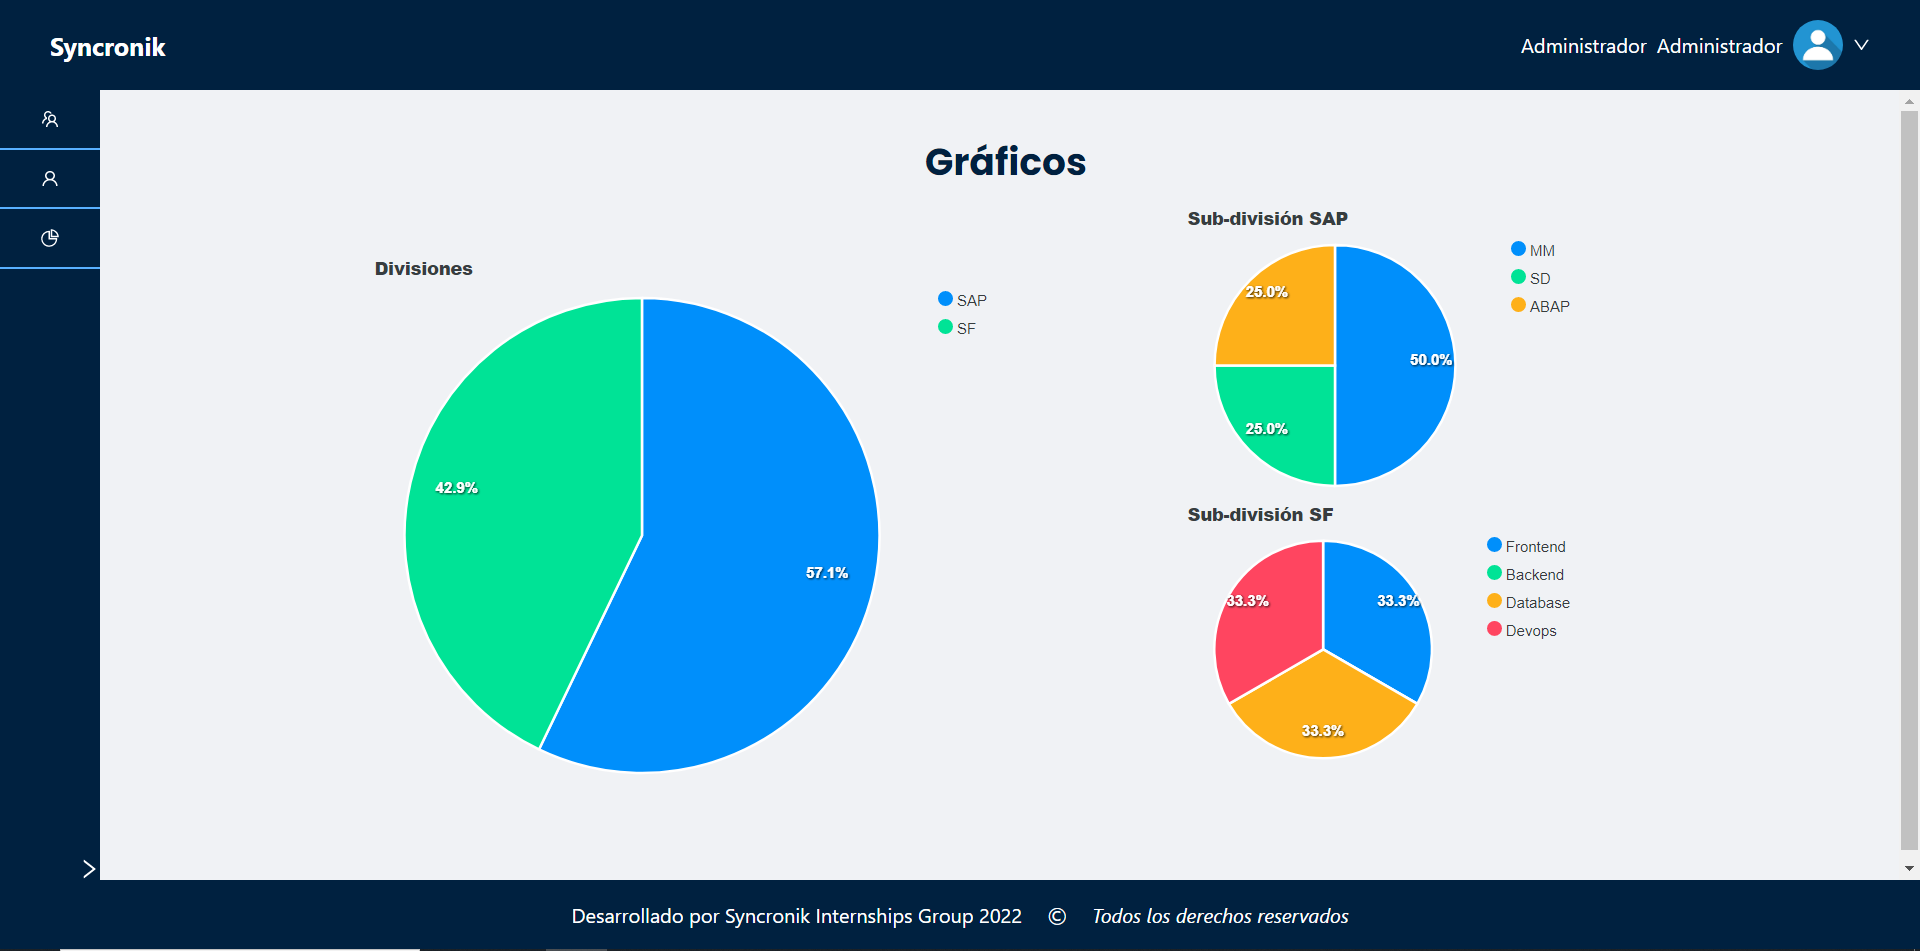 Syncronik
Administrador Administrador
Gráficos
Divisiones
SAP
SF
42.9%
57.1%
Sub-división SAP
MM
SD
ABAP
25.0%
50.0%
25.0%
Sub-división SF
Frontend
Backend
Database
Devops
33.3%
33.3%
33.3%
Desarrollado por Syncronik Internships Group 2022 © Todos los derechos reservados